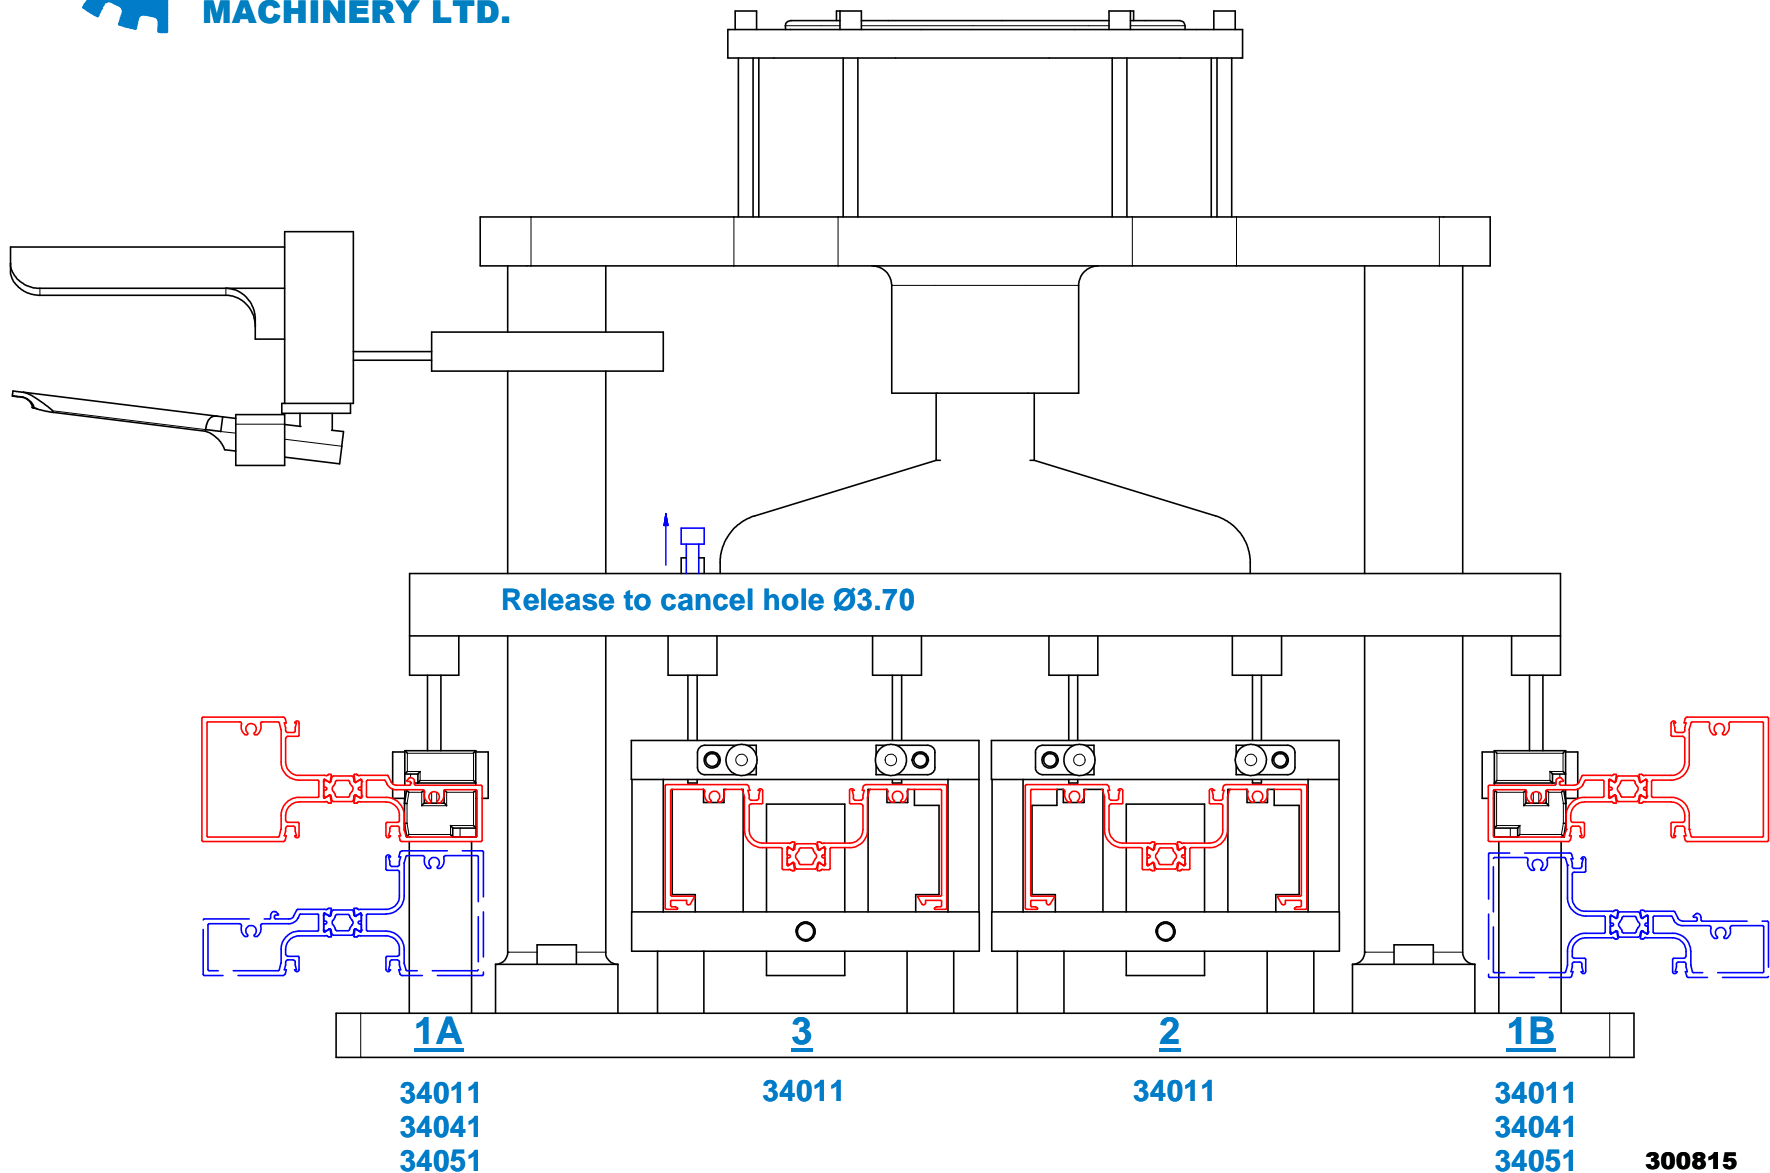 MACHINERY LTD.
Release to cancel hole Ø3.70
1A 3 2 1B
34011 34011 34011 34011
34041 34041
34051 34051 300815